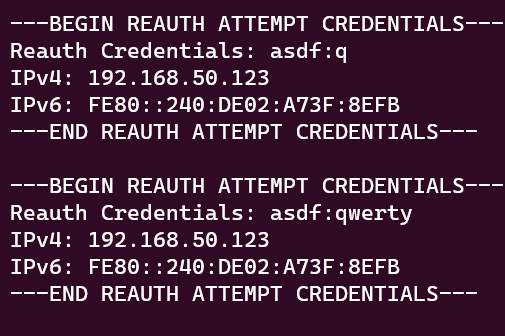 ---BEGIN REAUTH ATTEMPT CREDENTIALS---
Reauth Credentials: asdf:q
IPv4: 192.168.50.123
IPv6: FE80::240:DE02:A73F:8EFB
---END REAUTH ATTEMPT CREDENTIALS---

---BEGIN REAUTH ATTEMPT CREDENTIALS---
Reauth Credentials: asdf:qwerty
IPv4: 192.168.50.123
IPv6: FE80::240:DE02:A73F:8EFB
---END REAUTH ATTEMPT CREDENTIALS---